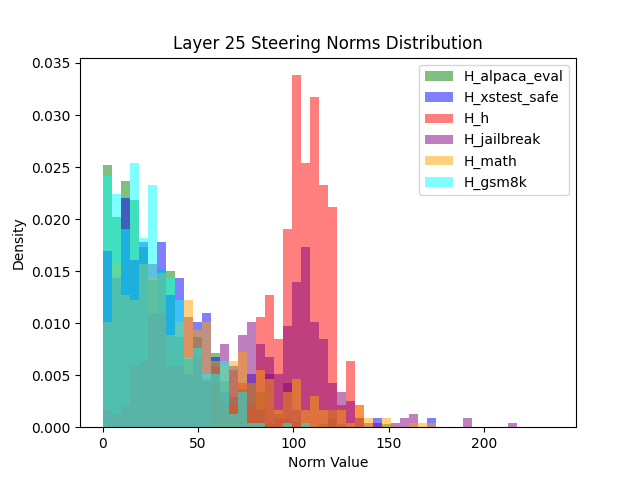 Layer 25 Steering Norms Distribution
0.035
0.030
0.025
0.020
0.015
0.010
0.005
0.000
Density
H_alpaca_eval
H_xstest_safe
H_h
H_jailbreak
H_math
H_gsm8k
0
50
100
150
200
Norm Value